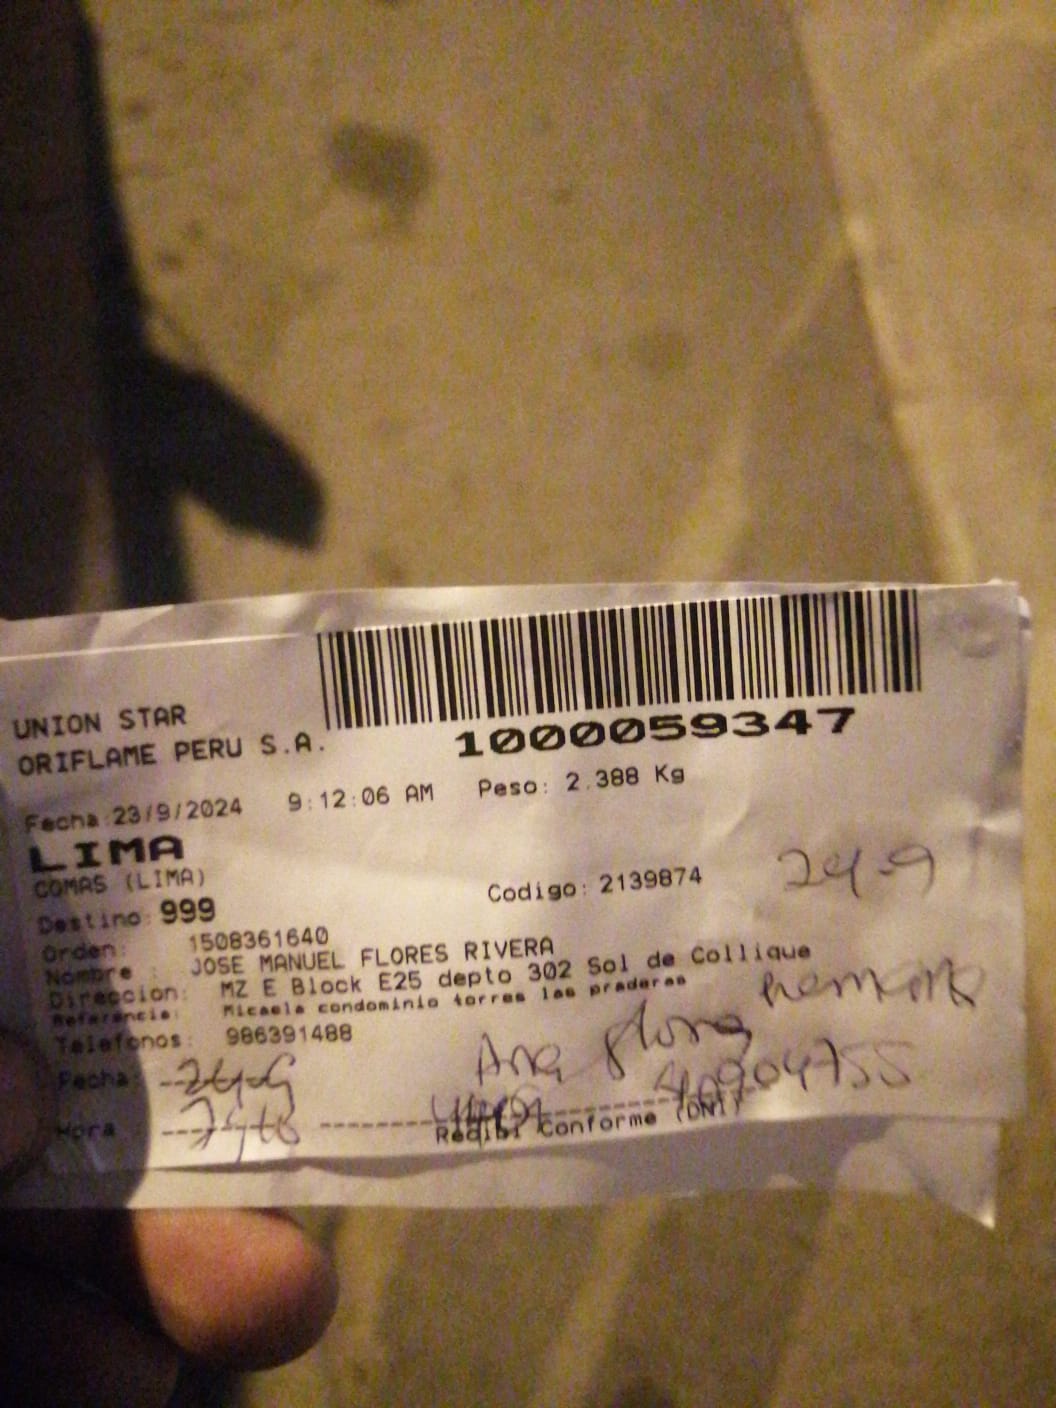 UNION STAR
ORIFLAME PERU S.A.
1000059347
Fecha:23/9/2024 9:12:06 AM Peso: 2.388 Kg
LIMA
COMAS (LIMA)
Codigo: 2139874
24-9
Destino: 999
Orden: 1508361640
Nombre : JOSE MANUEL FLORES RIVERA
Direccion: MZ E Block E25 depto 302 Sol de Collique
Referencia: Micaela condominio torres las praderas
Telefonos: 986391488
Ana
Fecha: 24-9
Hora
Recibi Conforme (DNI)